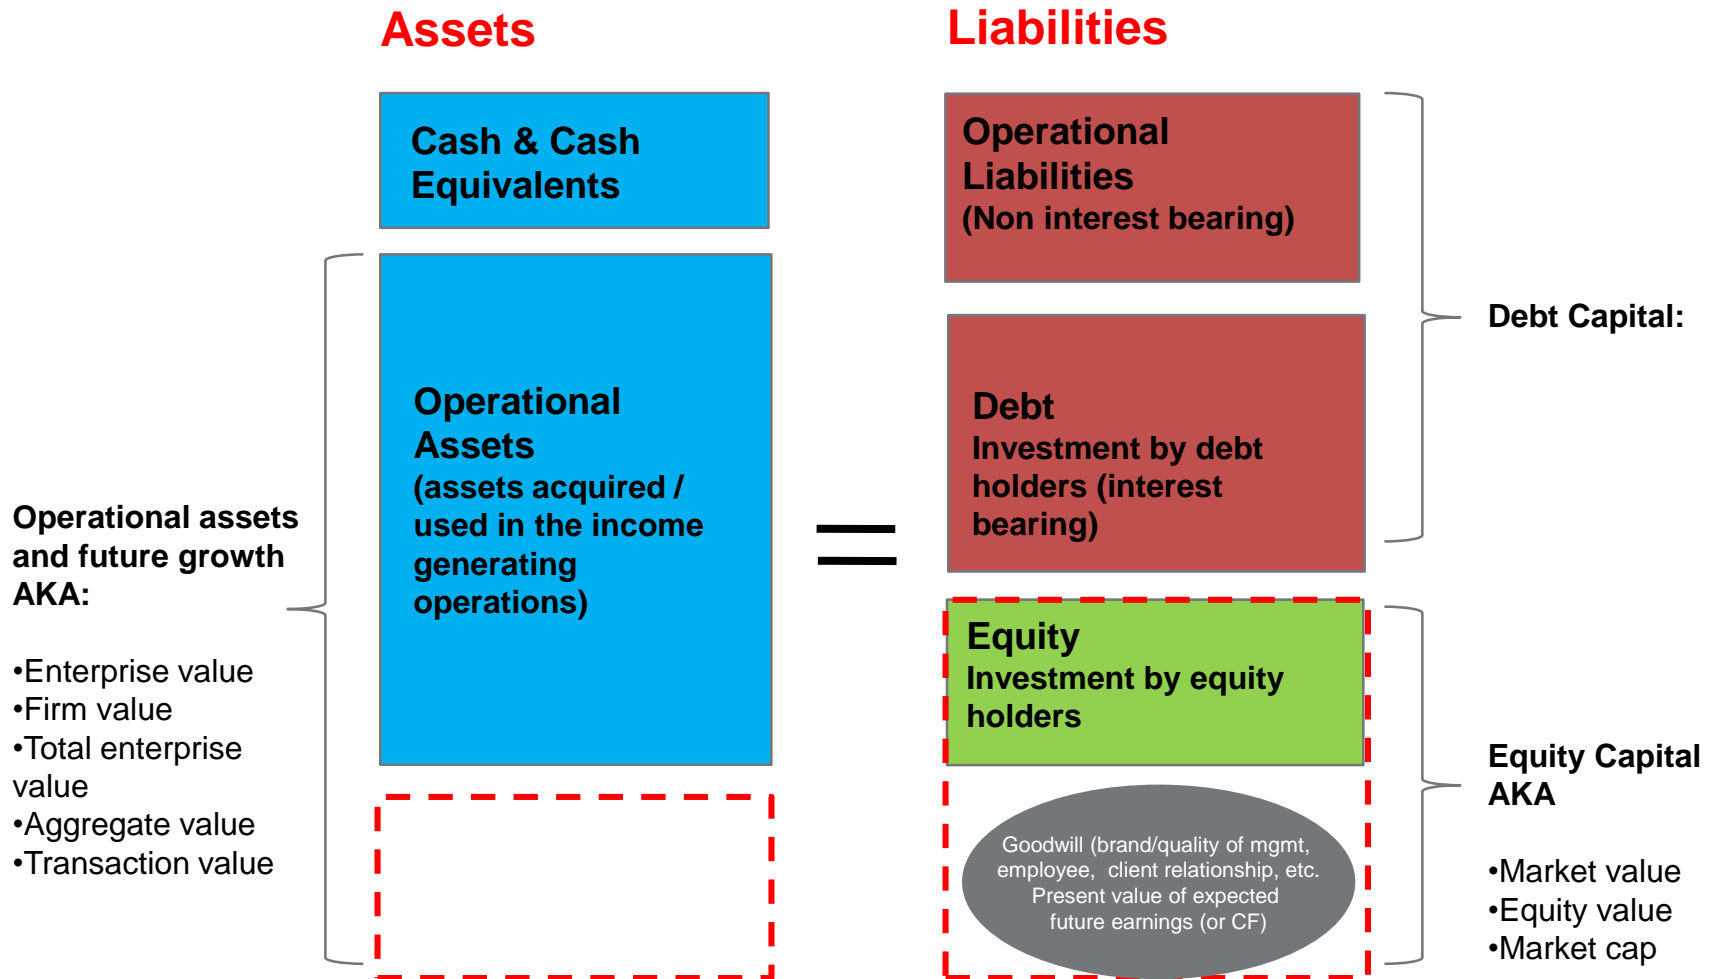 Assets
Cash & Cash
Equivalents
Operational
Assets
(assets acquired /
used in the income
generating
operations)
Operational assets
and future growth
AKA:
•Enterprise value
•Firm value
•Total enterprise
value
•Aggregate value
•Transaction value
=
Liabilities
Operational
Liabilities
(Non interest bearing)
Debt
Investment by debt
holders (interest
bearing)
Debt Capital:
Equity
Investment by equity
holders
Goodwill (brand/quality of mgmt,
employee, client relationship, etc.
Present value of expected
future earnings (or CF)
Equity Capital
AKA
•Market value
•Equity value
•Market cap